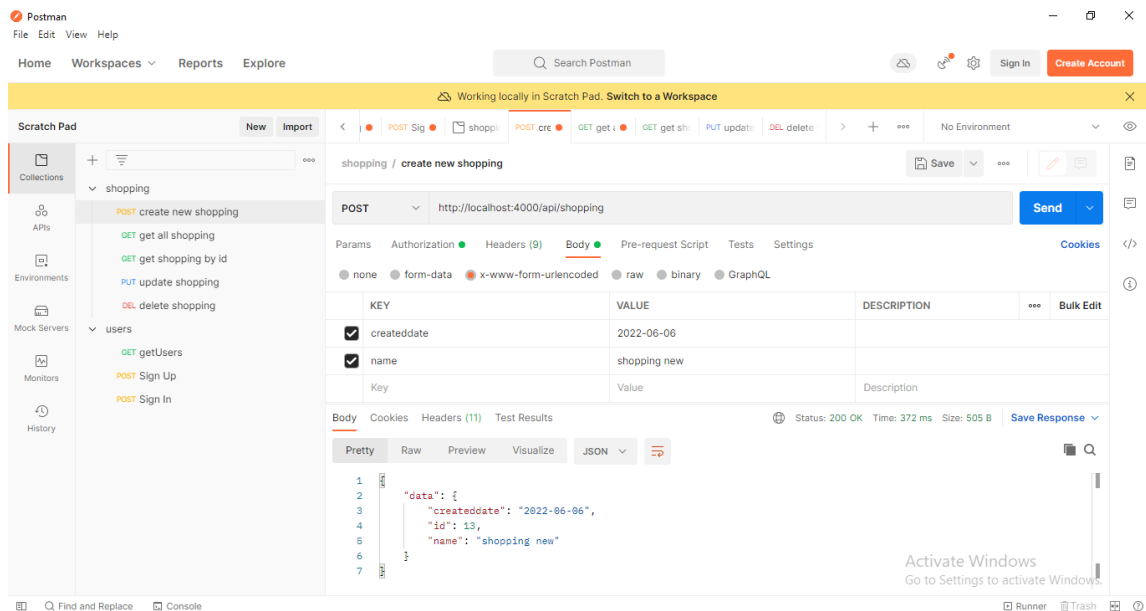 Postman
File Edit View Help
Home Workspaces Reports Explore Search Postman Sign In Create Account
Working locally in Scratch Pad. Switch to a Workspace
Scratch Pad New Import
POST Sig shoppi POST cre GET get a GET get sh PUT update DEL delete No Environment
Collections
APIs
Environments
Mock Servers
Monitors
History
shopping
POST create new shopping
GET get all shopping
GET get shopping by id
PUT update shopping
DEL delete shopping
users
GET getUsers
POST Sign Up
POST Sign In
shopping / create new shopping Save
POST http://localhost:4000/api/shopping Send
Params Authorization Headers (9) Body Pre-request Script Tests Settings Cookies
none form-data x-www-form-urlencoded raw binary GraphQL
KEY VALUE DESCRIPTION Bulk Edit
createddate 2022-06-06
name shopping new
Key Value Description
Body Cookies Headers (11) Test Results Status: 200 OK Time: 372 ms Size: 505 B Save Response
Pretty Raw Preview Visualize JSON
1 {
2 "data": {
3 "createddate": "2022-06-06",
4 "id": 13,
5 "name": "shopping new"
6 }
7 }
Activate Windows
Go to Settings to activate Windows.
Find and Replace Console Runner Trash